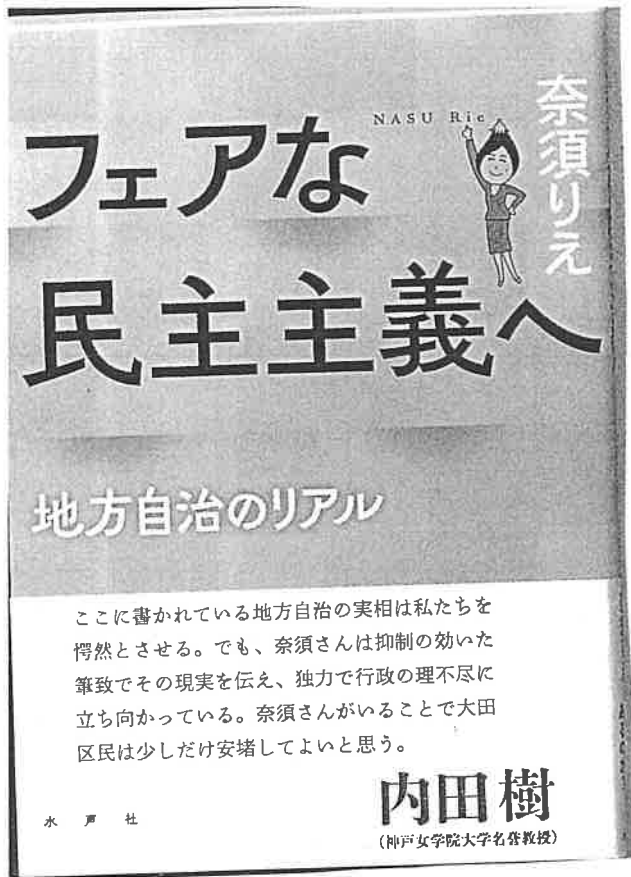 NASU Rie
奈須りえ
フェアな
民主主義へ
地方自治のリアル
ここに書かれている地方自治の実相は私たちを
愕然とさせる。でも、奈須さんは抑制の効いた
筆致でその現実を伝え、独力で行政の理不尽に
立ち向かっている。奈須さんがいることで大田
区民は少しだけ安堵してよいと思う。
内田樹
(神戸女学院大学名誉教授)
水声社